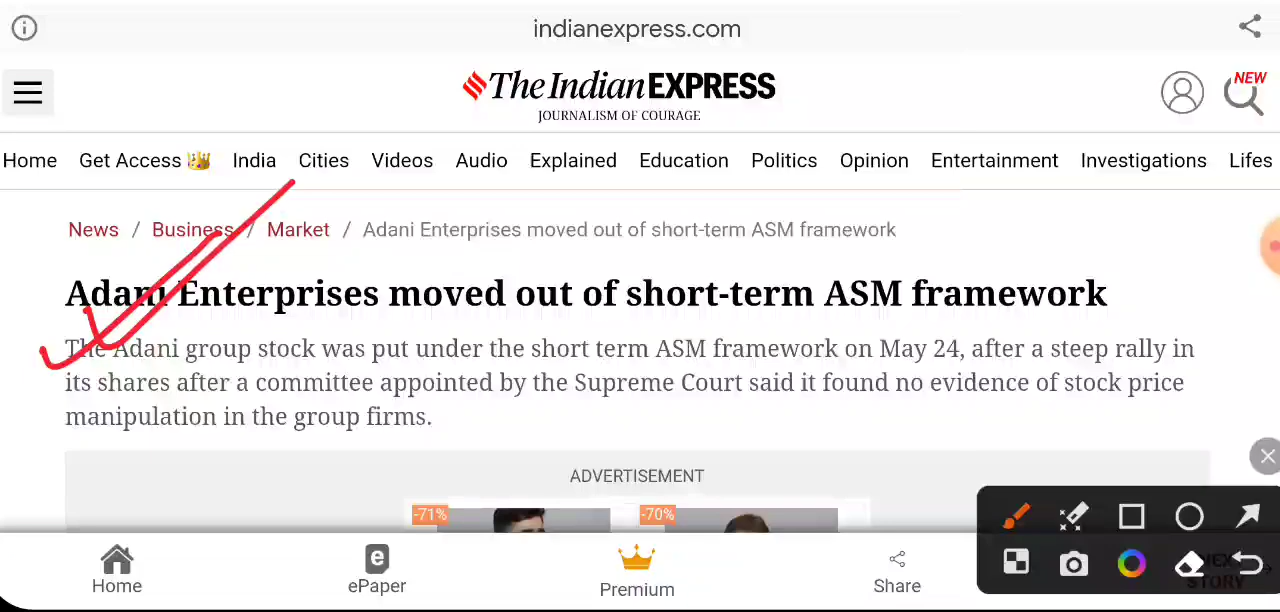 indianexpress.com
The Indian EXPRESS
NEW
JOURNALISM OF COURAGE
Home Get Access India Cities Videos Audio Explained Education Politics Opinion Entertainment Investigations Lifes
News / Business / Market / Adani Enterprises moved out of short-term ASM framework
Adani Enterprises moved out of short-term ASM framework
The Adani group stock was put under the short term ASM framework on May 24, after a steep rally in
its shares after a committee appointed by the Supreme Court said it found no evidence of stock price
manipulation in the group firms.
ADVERTISEMENT
-71% -70%
Home ePaper Premium Share
NEXT
STORY